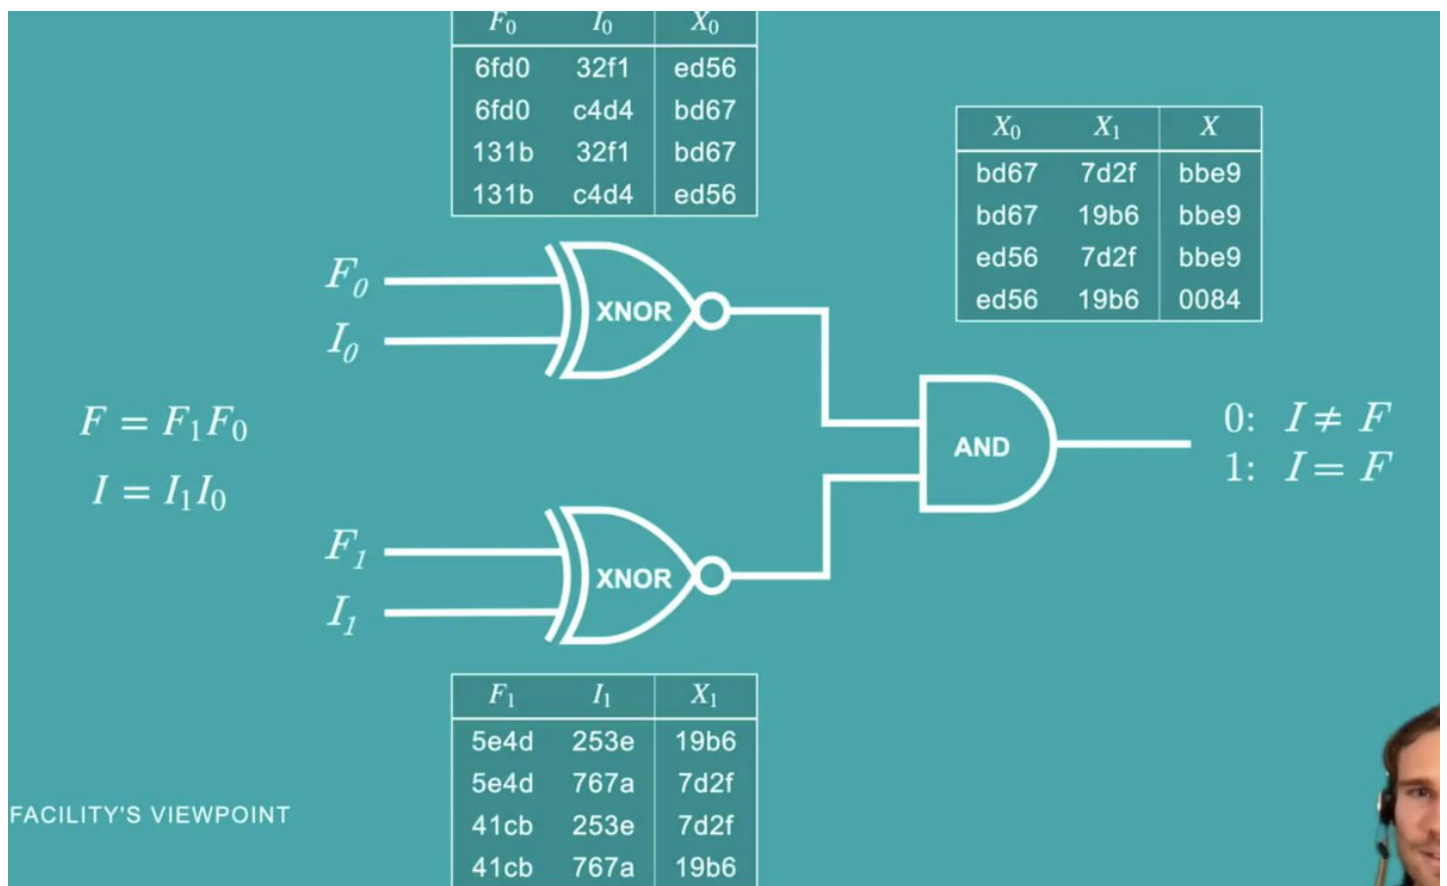 F₀ I₀ X₀
6fd0 32f1 ed56
6fd0 c4d4 bd67
131b 32f1 bd67
131b c4d4 ed56
X₀ X₁ X
bd67 7d2f bbe9
bd67 19b6 bbe9
ed56 7d2f bbe9
ed56 19b6 0084
F₀
I₀
XNOR
F = F₁F₀
I = I₁I₀
AND
0: I ≠ F
1: I = F
F₁
I₁
XNOR
F₁ I₁ X₁
5e4d 253e 19b6
5e4d 767a 7d2f
41cb 253e 7d2f
41cb 767a 19b6
FACILITY'S VIEWPOINT